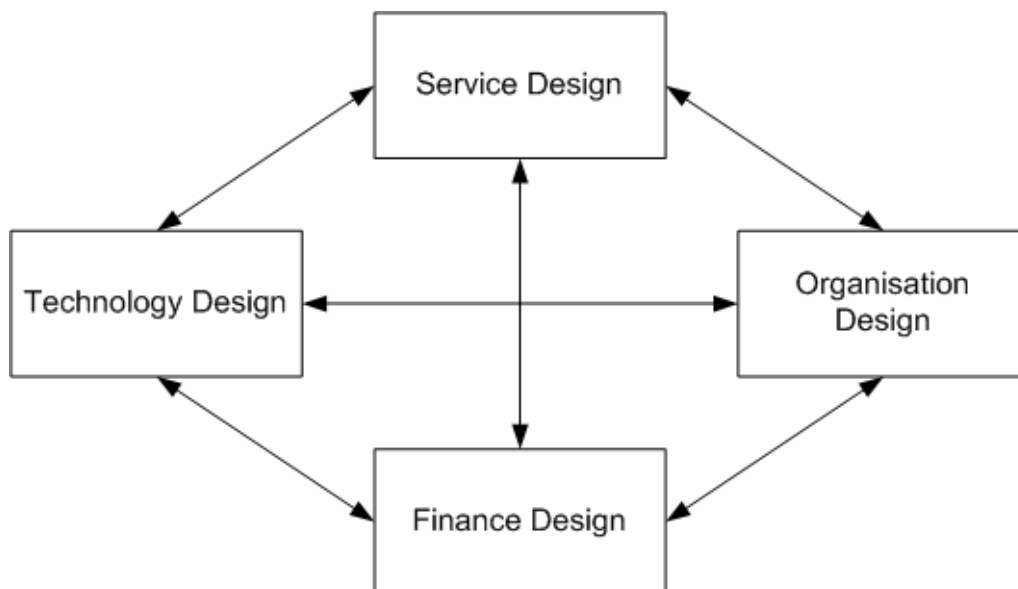 Service Design
Technology Design
Organisation
Design
Finance Design